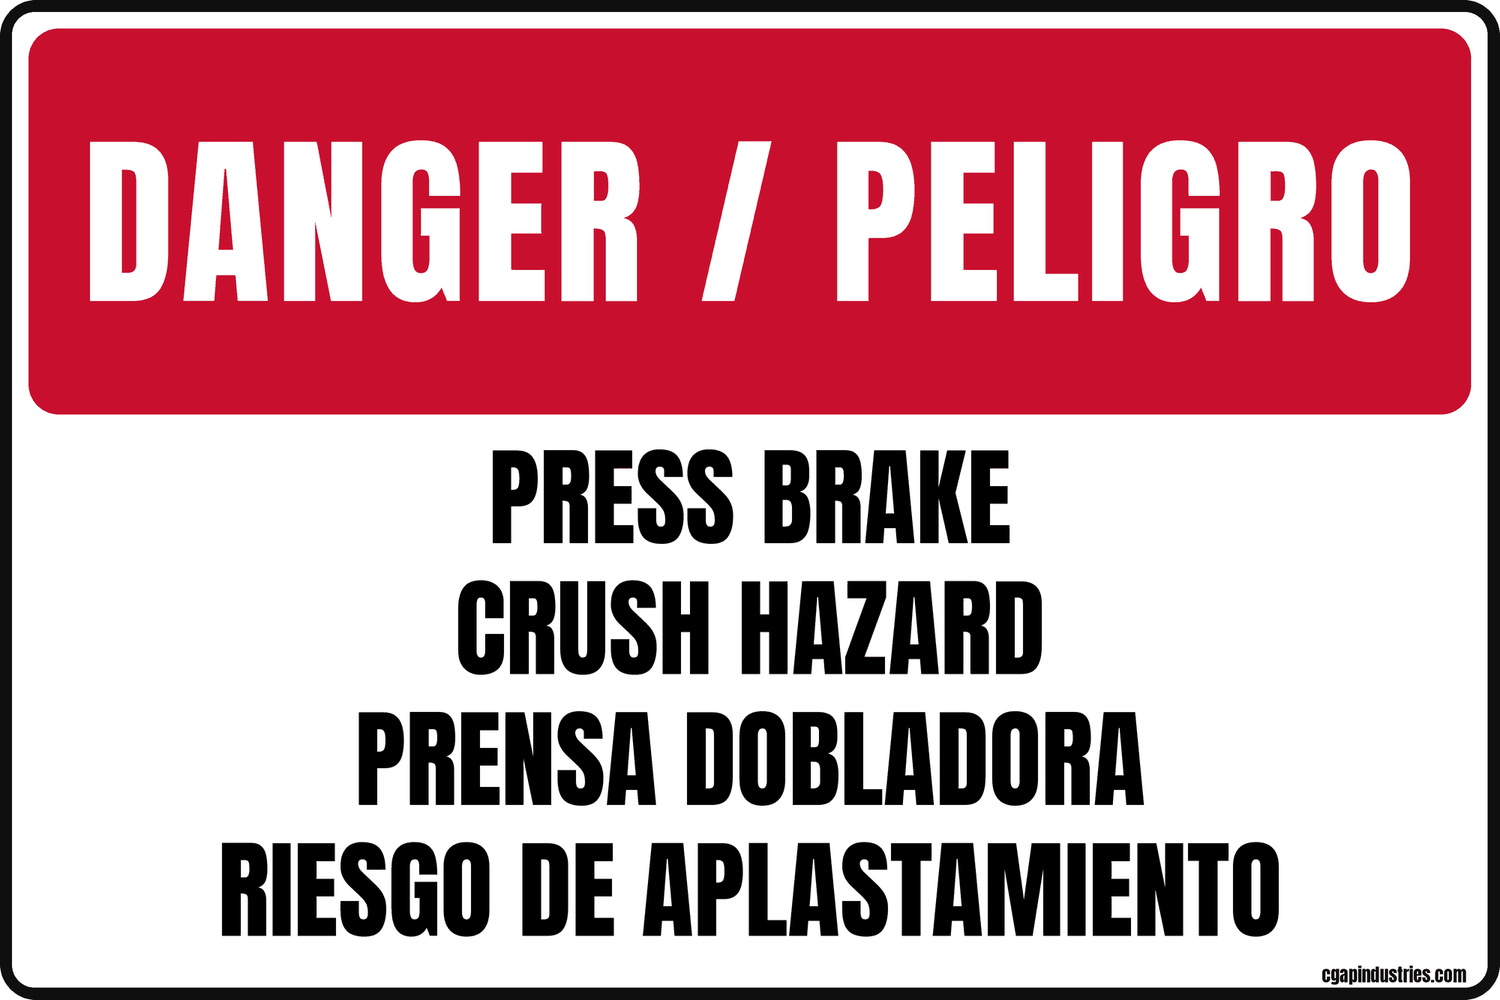 DANGER / PELIGRO
PRESS BRAKE
CRUSH HAZARD
PRENSA DOBLADORA
RIESGO DE APLASTAMIENTO
cgapindustries.com